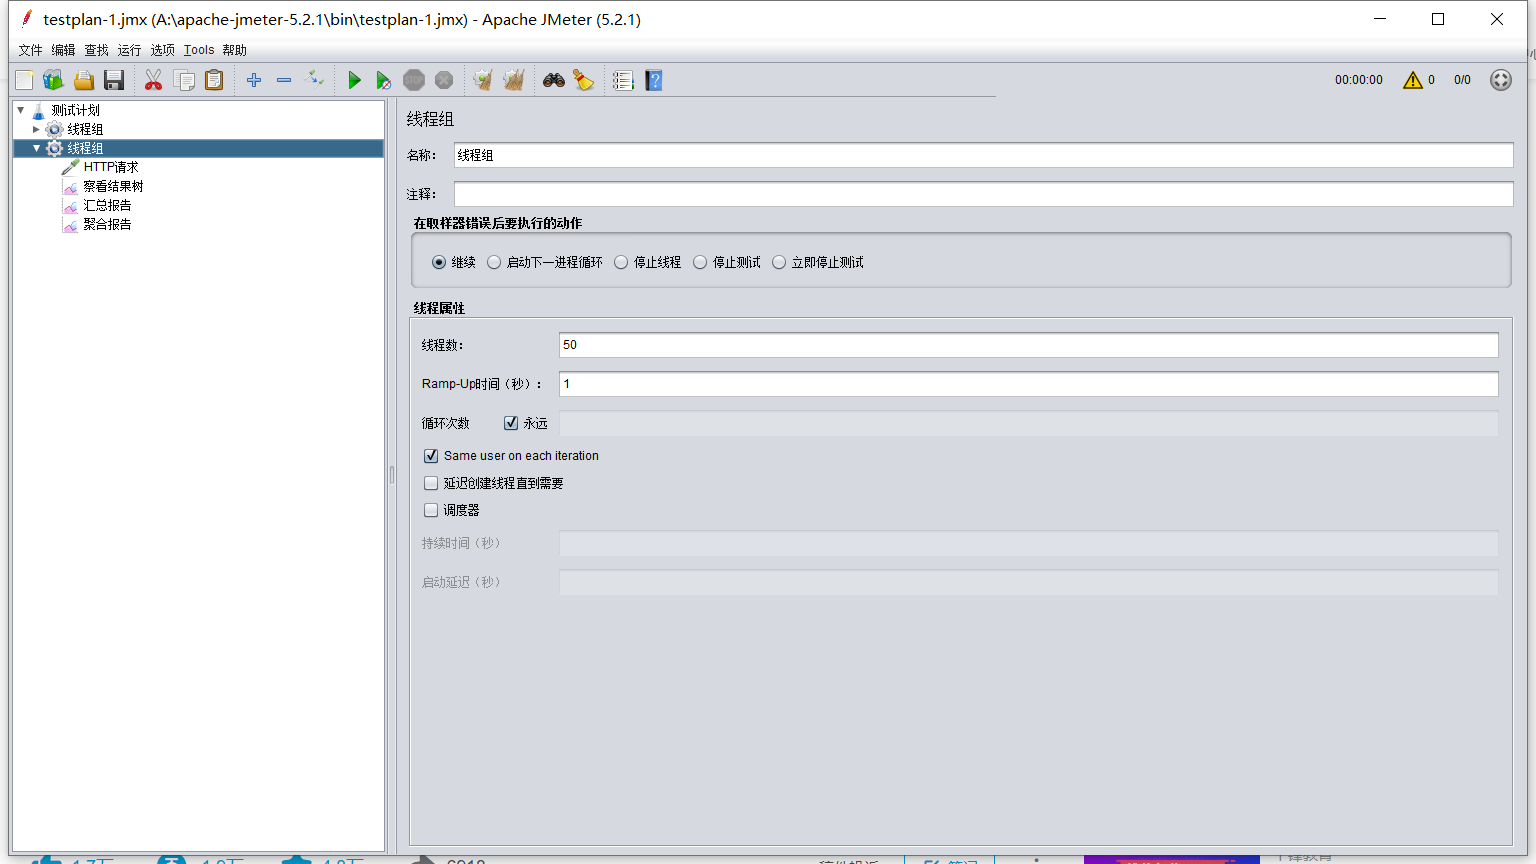 testplan-1.jmx (A:\apache-jmeter-5.2.1\bin\testplan-1.jmx) - Apache JMeter (5.2.1)
文件 编辑 查找 运行 选项 Tools 帮助
STOP
00:00:00 0 0/0
测试计划
线程组
线程组
HTTP请求
察看结果树
汇总报告
聚合报告
线程组
名称： 线程组
注释：
在取样器错误后要执行的动作
继续 启动下一进程循环 停止线程 停止测试 立即停止测试
线程属性
线程数： 50
Ramp-Up时间（秒）： 1
循环次数 永远
Same user on each iteration
延迟创建线程直到需要
调度器
持续时间（秒）
启动延迟（秒）